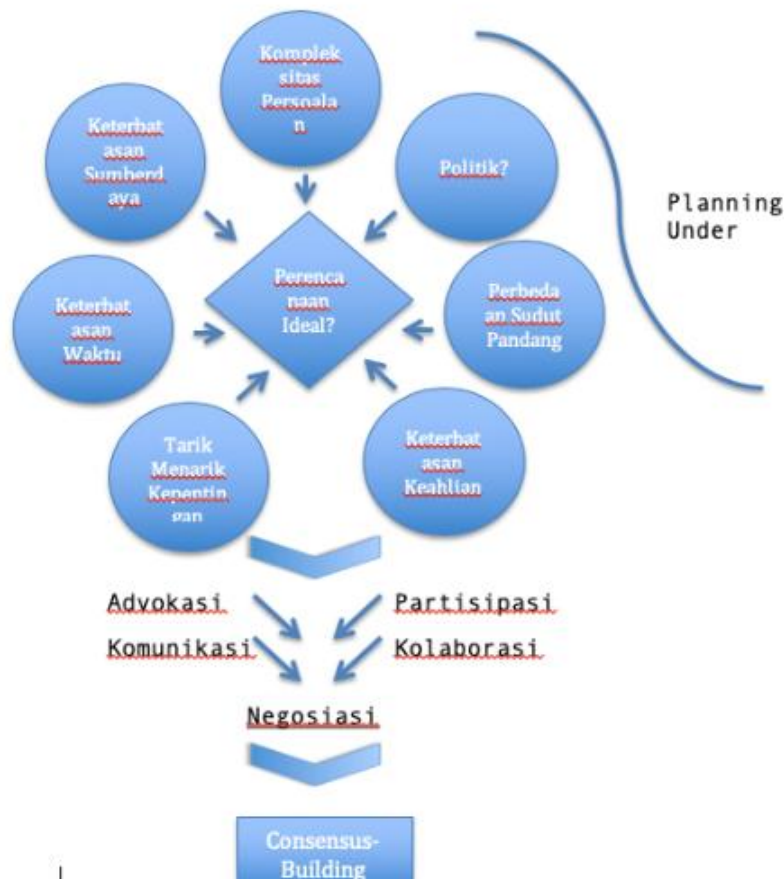 Komplek
sitas
Persoala
n
Keterbat
asan
Sumberd
aya
Politik?
Planning
Under
Perenca
naan
Ideal?
Keterbat
asan
Waktu
Perbeda
an Sudut
Pandang
Tarik
Menarik
Kepentin
gan
Keterbat
asan
Keahlian
Advokasi
Partisipasi
Komunikasi
Kolaborasi
Negosiasi
Consensus-
Building